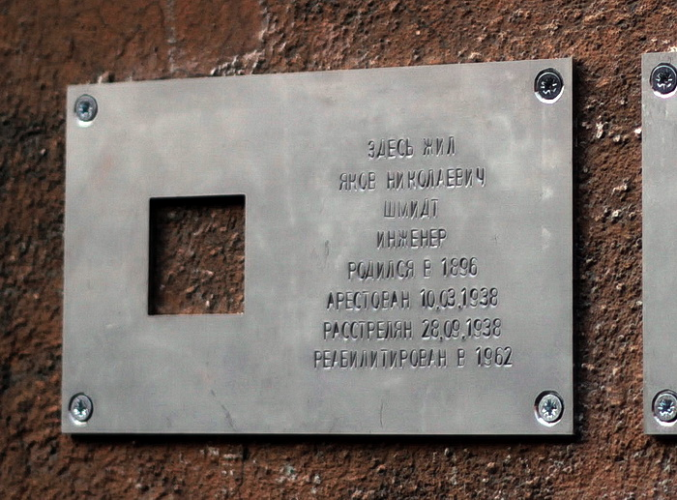 ЗДЕСЬ ЖИЛ
ЯКОВ НИКОЛАЕВИЧ
ШМИДТ
ИНЖЕНЕР
РОДИЛСЯ В 1896
АРЕСТОВАН 10,03,1938
РАССТРЕЛЯН 28,09,1938
РЕАБИЛИТИРОВАН В 1962